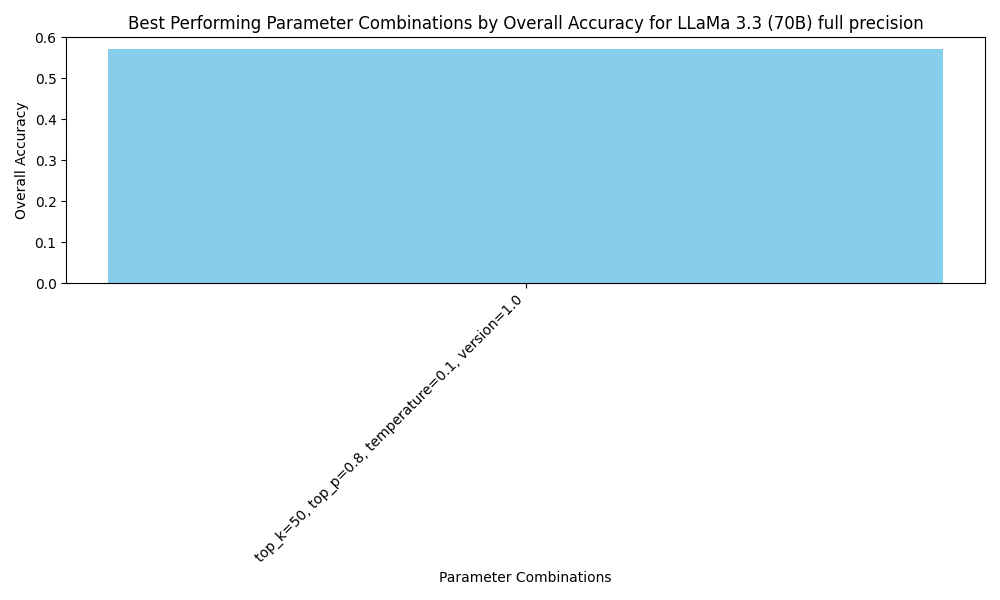 Best Performing Parameter Combinations by Overall Accuracy for LLaMa 3.3 (70B) full precision
Overall Accuracy
0.6
0.5
0.4
0.3
0.2
0.1
0.0
top_k=50, top_p=0.8, temperature=0.1, version=1.0
Parameter Combinations